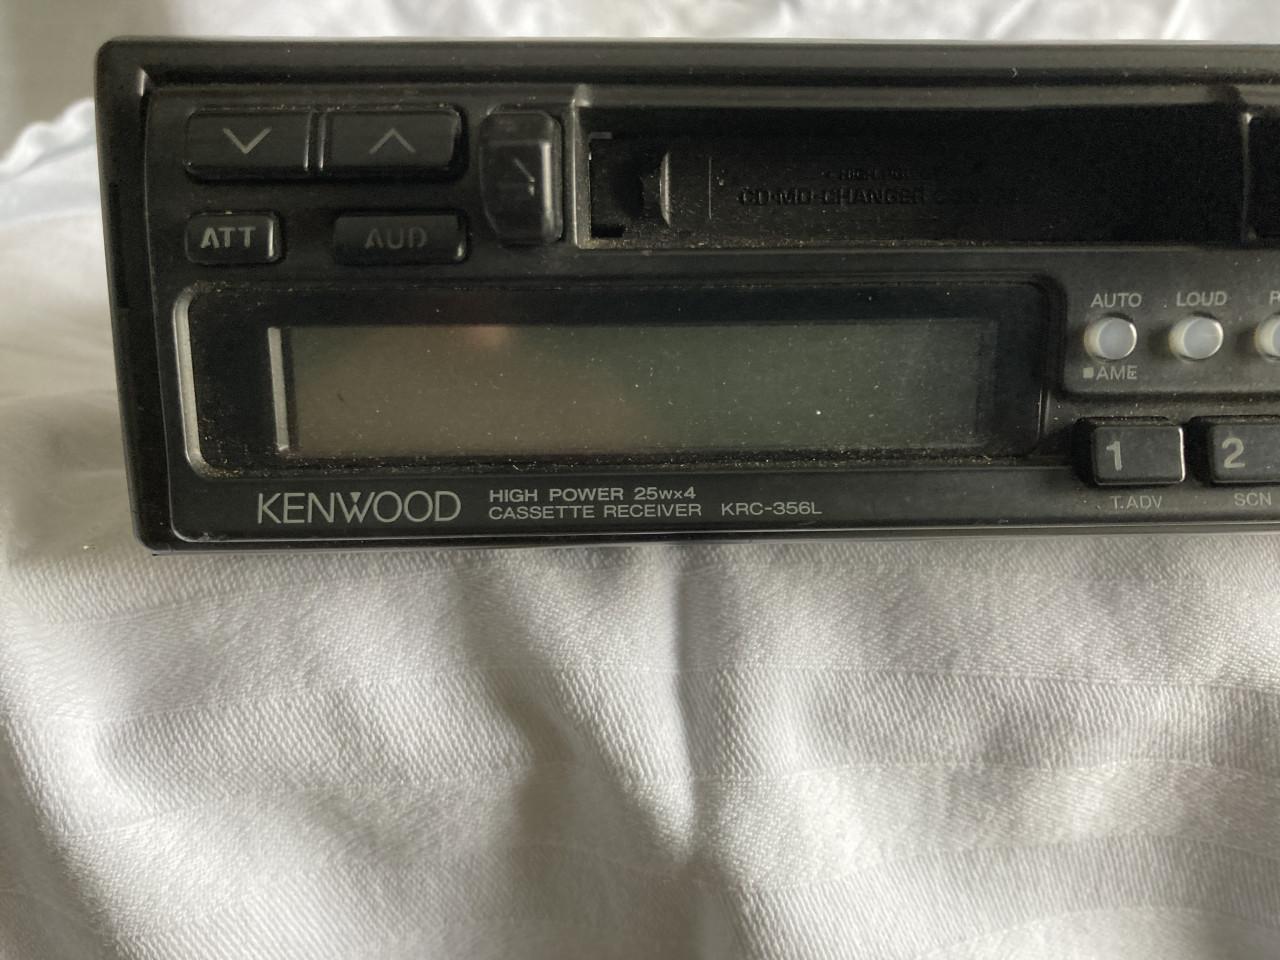 CD·MD·CHANGER
ATT AUD
AUTO LOUD
AME
1 2
KENWOOD HIGH POWER 25W×4
CASSETTE RECEIVER KRC-356L
T.ADV SCN